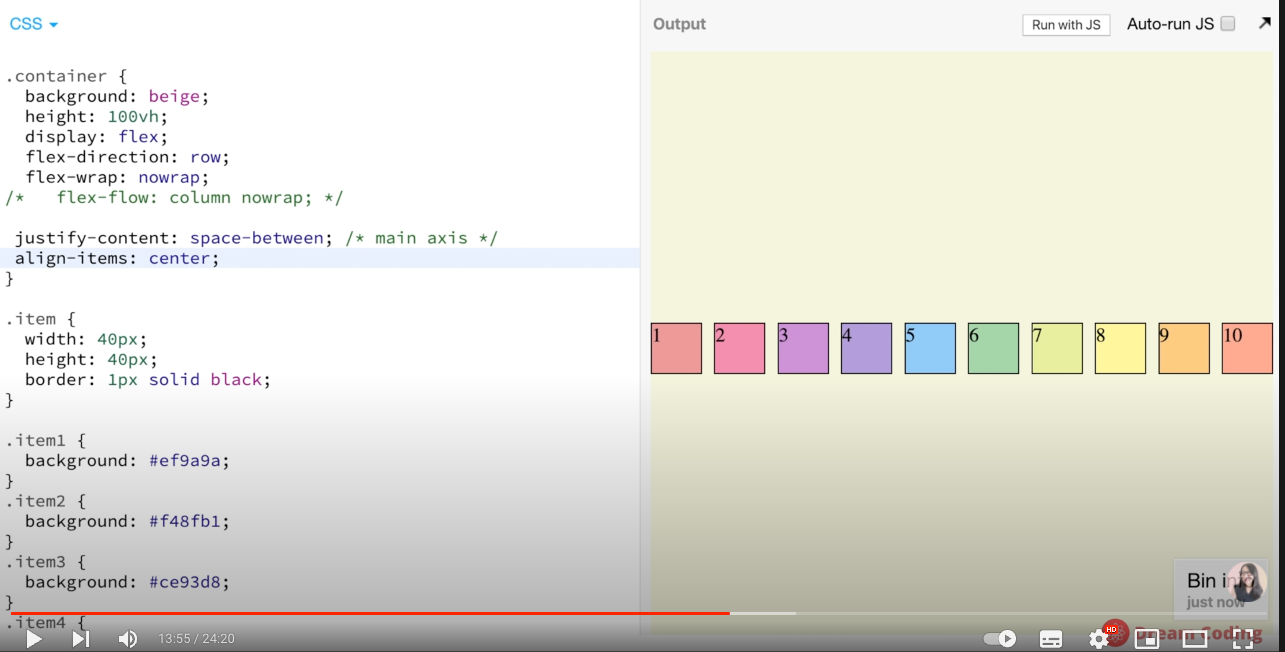 CSS
Output
Run with JS
Auto-run JS
.container {
  background: beige;
  height: 100vh;
  display: flex;
  flex-direction: row;
  flex-wrap: nowrap;
/*   flex-flow: column nowrap; */
 justify-content: space-between; /* main axis */
 align-items: center;
}
.item {
  width: 40px;
  height: 40px;
  border: 1px solid black;
}
.item1 {
  background: #ef9a9a;
}
.item2 {
  background: #f48fb1;
}
.item3 {
  background: #ce93d8;
}
.item4 {
1 2 3 4 5 6 7 8 9 10
Bin
just now
13:55 / 24:20
HD
Dream Coding